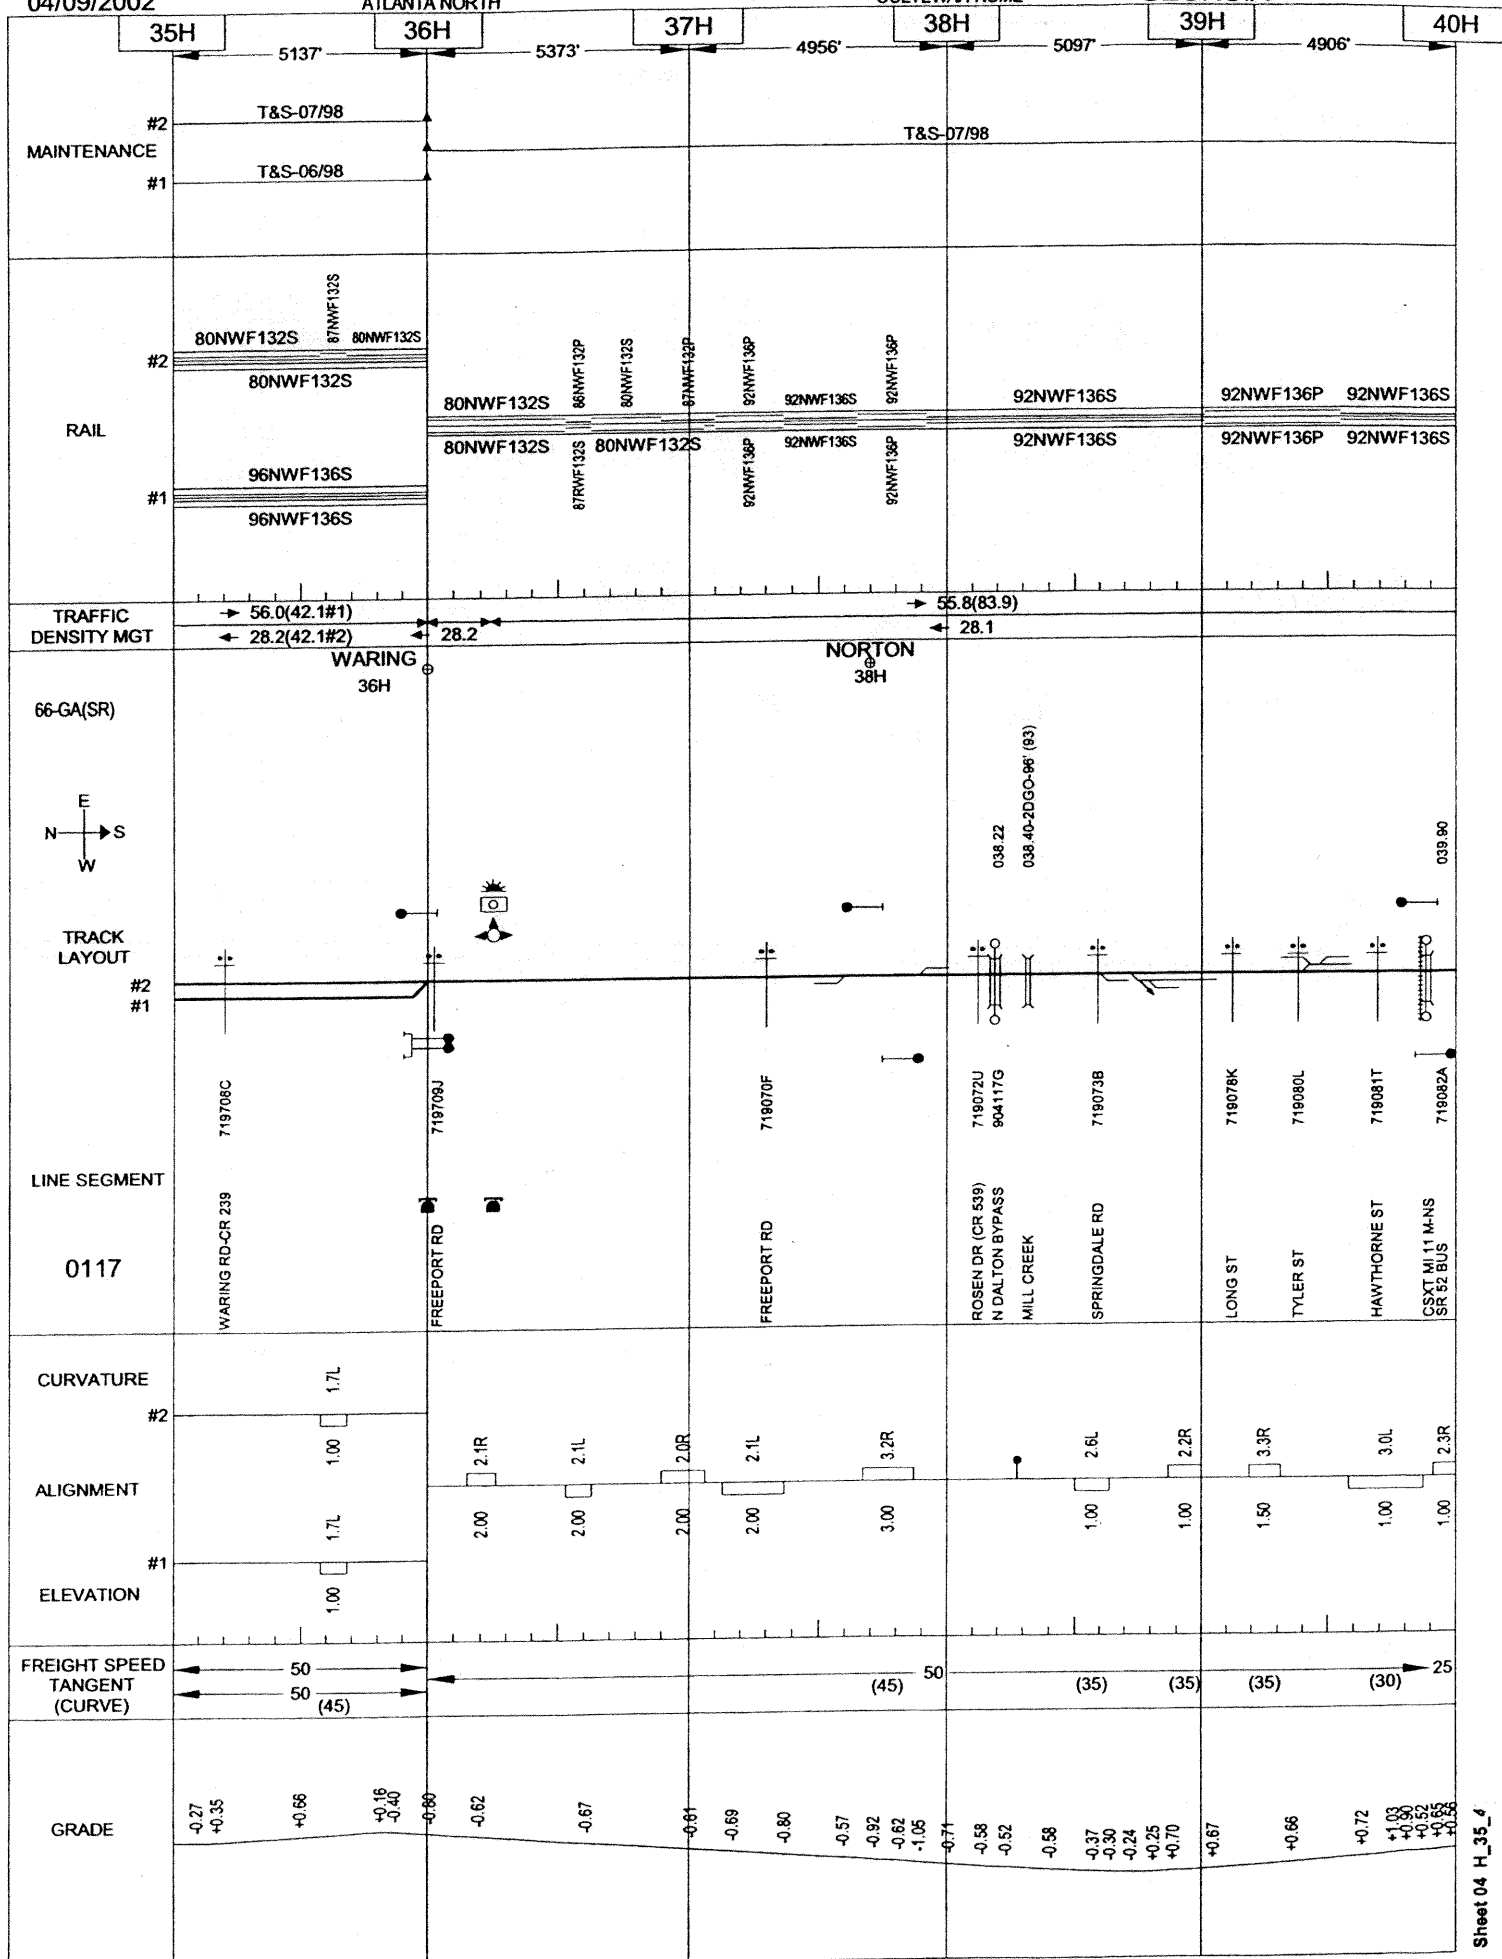 04/09/2002
ATLANTA NORTH
35H 36H 37H 38H 39H 40H
5137' 5373' 4956' 5097' 4906'
MAINTENANCE
#2
T&S-07/98
T&S-07/98
#1
T&S-06/98
RAIL
#2
80NWF132S 87NWF132S 80NWF132S
80NWF132S
80NWF132S 86NWF132P 80NWF132S 87NWF132P 92NWF136P 92NWF136S 92NWF136P 92NWF136S 92NWF136P 92NWF136S
80NWF132S 87RWF132S 80NWF132S 92NWF136P 92NWF136S 92NWF136P 92NWF136S 92NWF136P 92NWF136S
#1
96NWF136S
96NWF136S
TRAFFIC
DENSITY MGT
56.0(42.1#1) 55.8(83.9)
28.2(42.1#2) 28.2 28.1
WARING
36H
NORTON
38H
66-GA(SR)
E
N S
W
038.22
038.40-2DGO-96' (93)
039.90
TRACK
LAYOUT
#2
#1
719708C
719709J
719070F
719072U
904117G
719073B
719078K
719080L
719081T
719082A
LINE SEGMENT
0117
WARING RD-CR 239
FREEPORT RD
FREEPORT RD
ROSEN DR (CR 539)
N DALTON BYPASS
MILL CREEK
SPRINGDALE RD
LONG ST
TYLER ST
HAWTHORNE ST
CSXT MI 11 M-NS
SR 52 BUS
CURVATURE
#2
1.7L
1.00
ALIGNMENT
2.1R 2.1L 2.0R 2.1L 3.2R 2.6L 2.2R 3.3R 3.0L 2.3R
2.00 2.00 2.00 2.00 3.00 1.00 1.00 1.50 1.00 1.00
#1
1.7L
1.00
ELEVATION
FREIGHT SPEED
TANGENT
(CURVE)
50 50 25
50
(45) (45) (35) (35) (35) (30)
GRADE
-0.27 +0.35 +0.66 +0.16 -0.40 -0.80 -0.62 -0.67 -0.61 -0.69 -0.80 -0.57 -0.92 -0.62 -1.05 -0.71 -0.58 -0.52 -0.58 -0.37 -0.30 -0.24 +0.25 +0.70 +0.67 +0.66 +0.72 +1.03 +0.90 +0.52 +0.65
Sheet 04 H_35_4